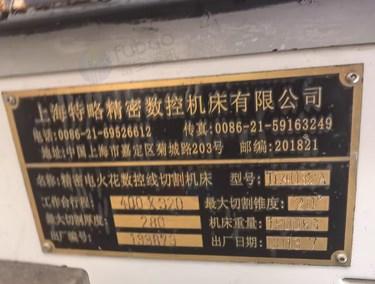 上海特略精密数控机床有限公司
电话:0086-21-69526612 传真:0086-21-59163249
地址:中国上海市嘉定区菊城路203号 邮编:201821
名称:精密电火花数控线切割机床 型号:
工作台行程: 400X320 最大切割锥度:
最大切割厚度: 280 机床重量:
出厂编号: 出厂日期: